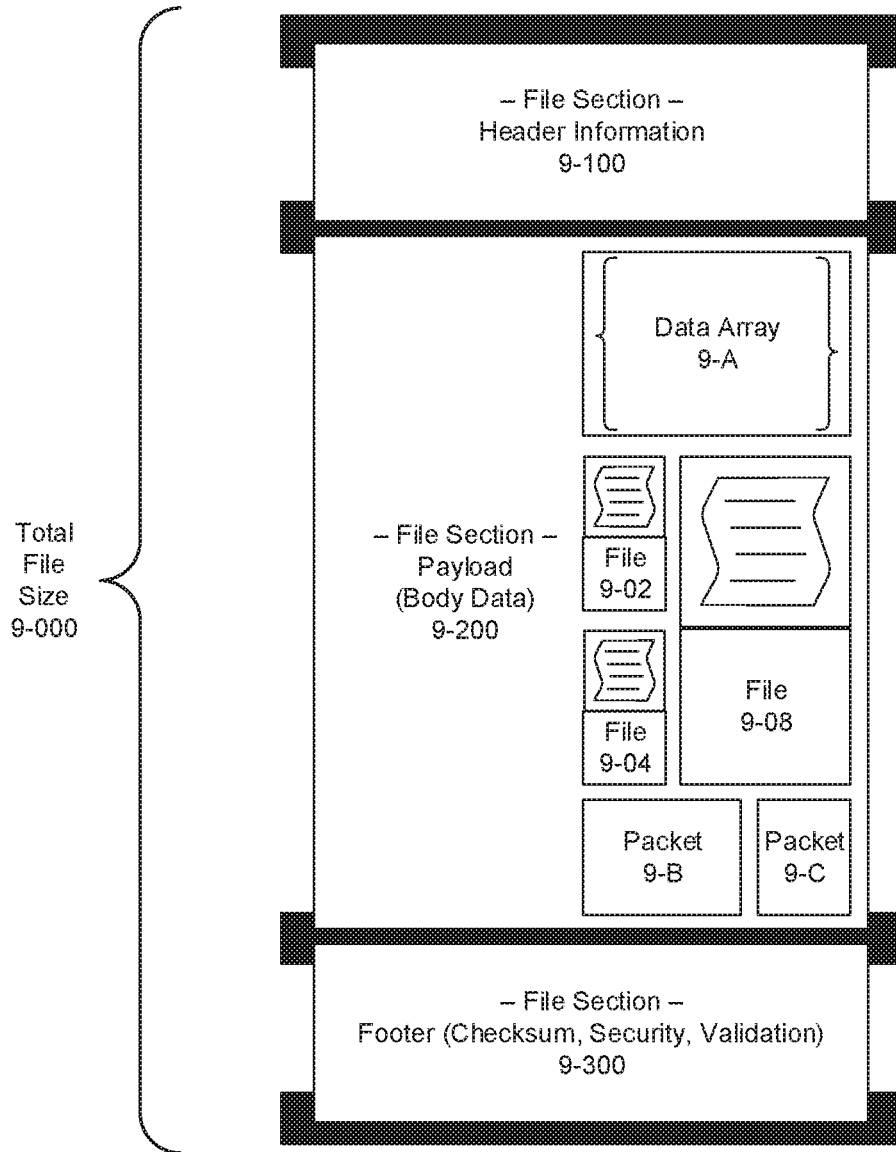 – File Section –
Header Information
9-100
Data Array
9-A
Total
File
Size
9-000
– File Section –
Payload
(Body Data)
9-200
File
9-02
File
9-04
File
9-08
Packet
9-B
Packet
9-C
– File Section –
Footer (Checksum, Security, Validation)
9-300